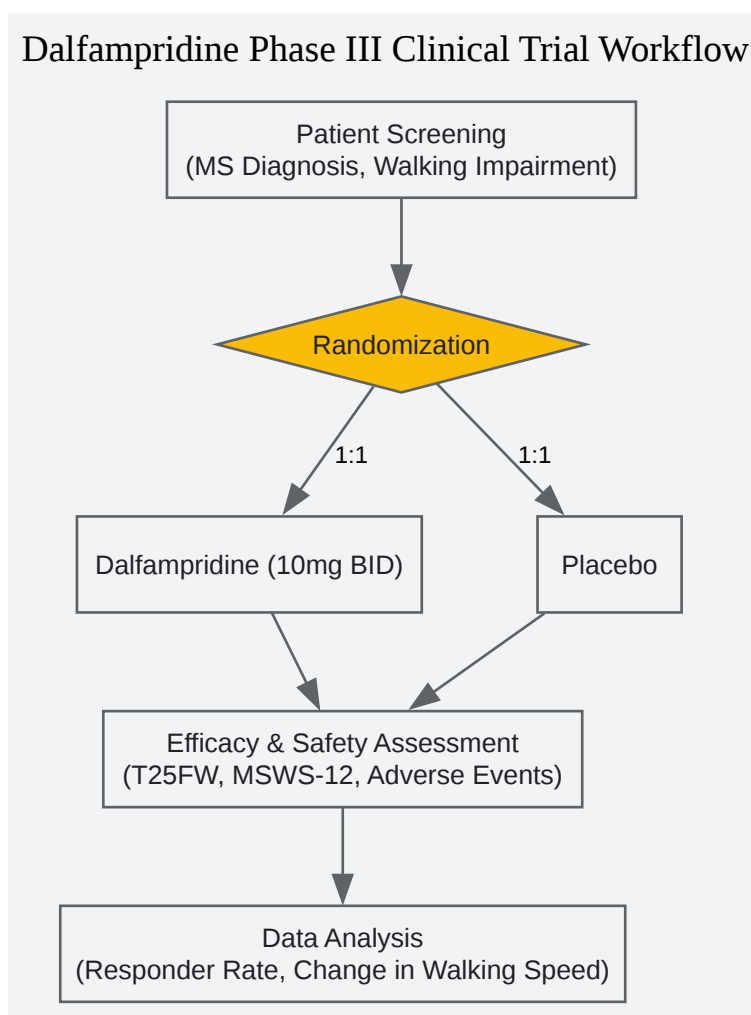 Dalfampridine Phase III Clinical Trial Workflow
Patient Screening
(MS Diagnosis, Walking Impairment)
Randomization
1:1
1:1
Dalfampridine (10mg BID)
Placebo
Efficacy & Safety Assessment
(T25FW, MSWS-12, Adverse Events)
Data Analysis
(Responder Rate, Change in Walking Speed)